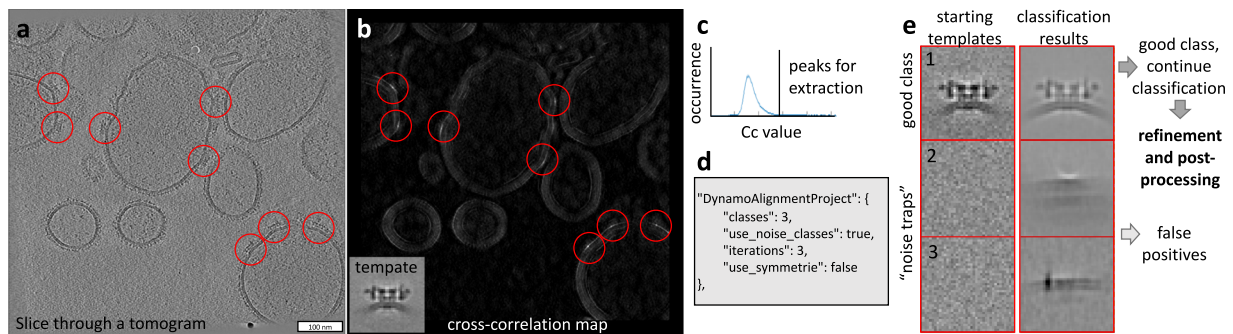 a
Slice through a tomogram
100 nm
b
tempate
cross-correlation map
c
occurrence
peaks for
extraction
Cc value
d
"DynamoAlignmentProject": {
"classes": 3,
"use_noise_classes": true,
"iterations": 3,
"use_symmetrie": false
},
e
starting
templates
classification
results
good class
"noise traps”
1
2
3
good class,
continue
classification
refinement
and post-
processing
false
positives